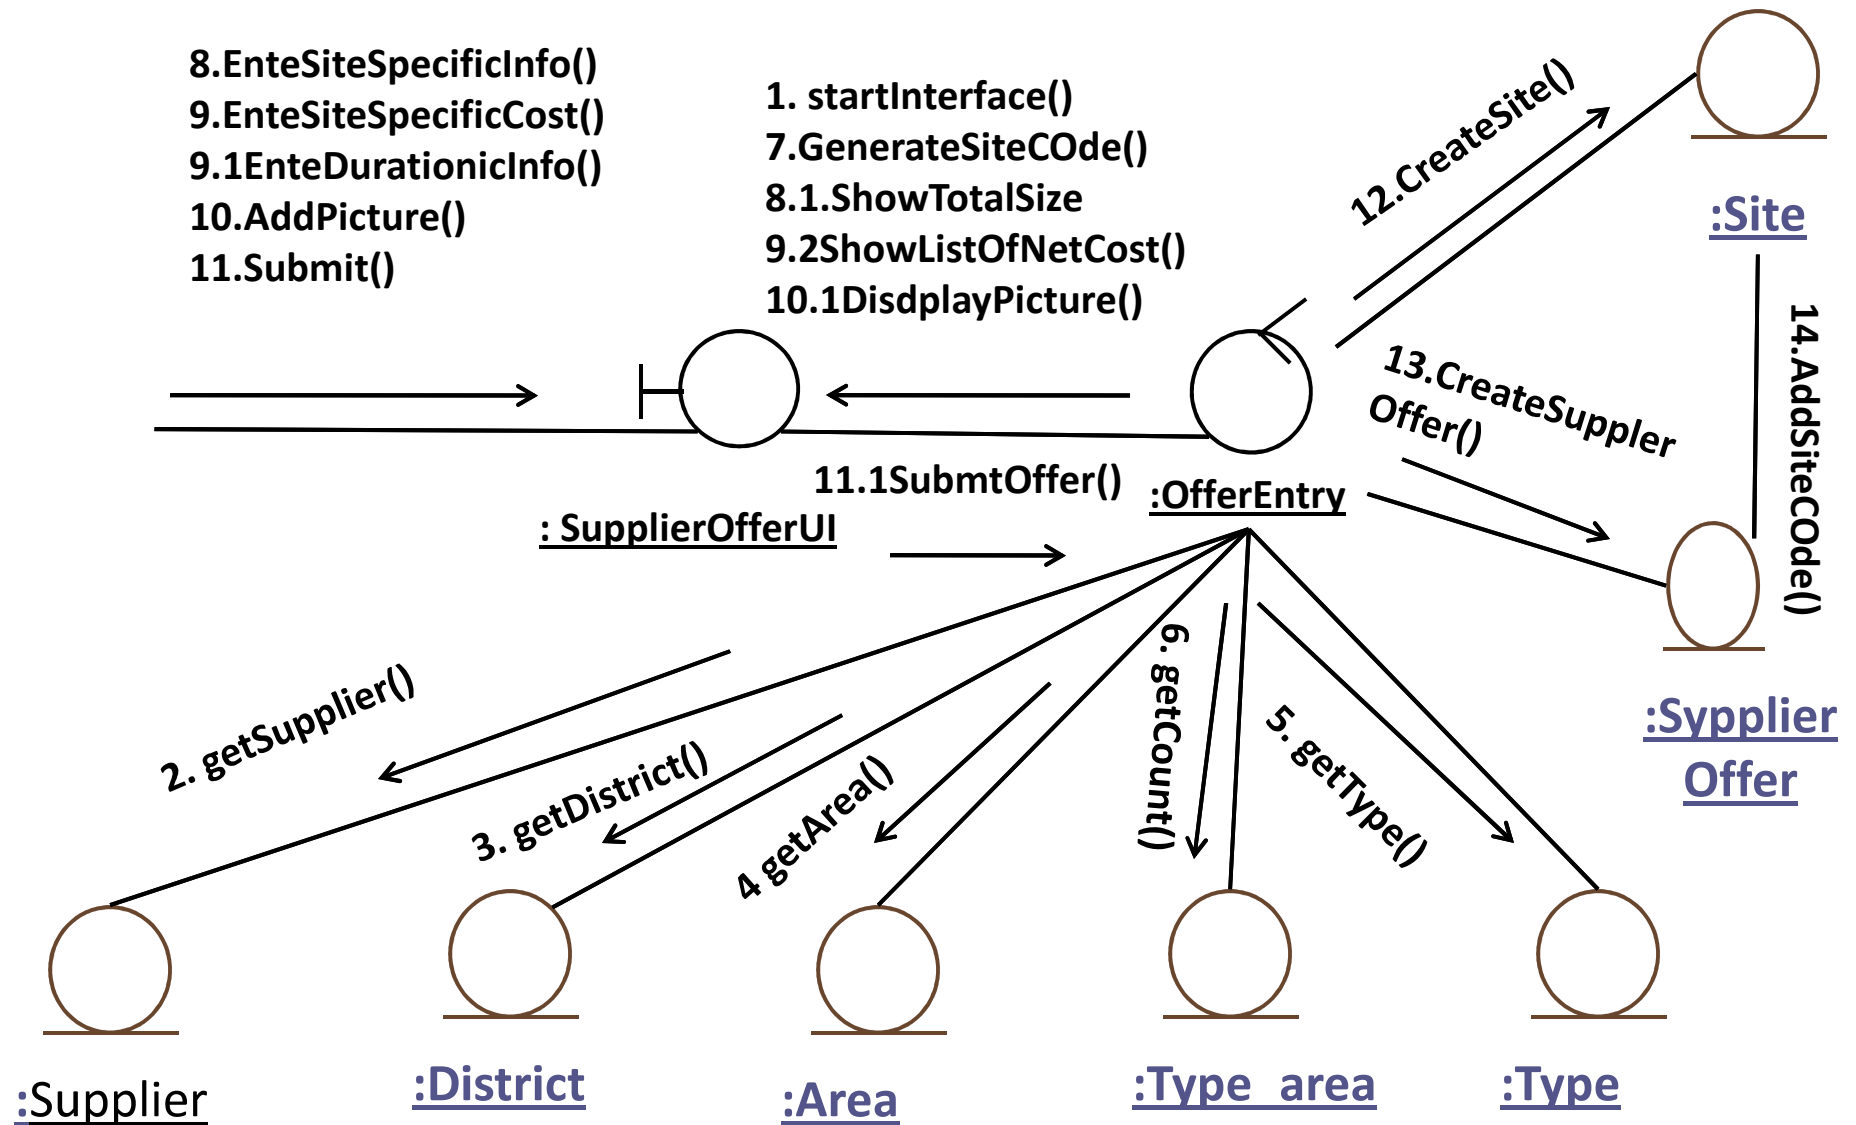 8.EnteSiteSpecificInfo()
9.EnteSiteSpecificCost()
9.1EnteDurationicInfo()
10.AddPicture()
11.Submit()
1. startInterface()
7.GenerateSiteCOde()
8.1.ShowTotalSize
9.2ShowListOfNetCost()
10.1DisdplayPicture()
12.CreateSite()
:Site
13.CreateSuppler
Offer()
14.AddSiteCOde()
11.1SubmtOffer()
:OfferEntry
: SupplierOfferUI
2. getSupplier()
3. getDistrict()
4 getArea()
6. getCount()
5. getType()
:Sypplier
Offer
:Supplier
:District
:Area
:Type_area
:Type